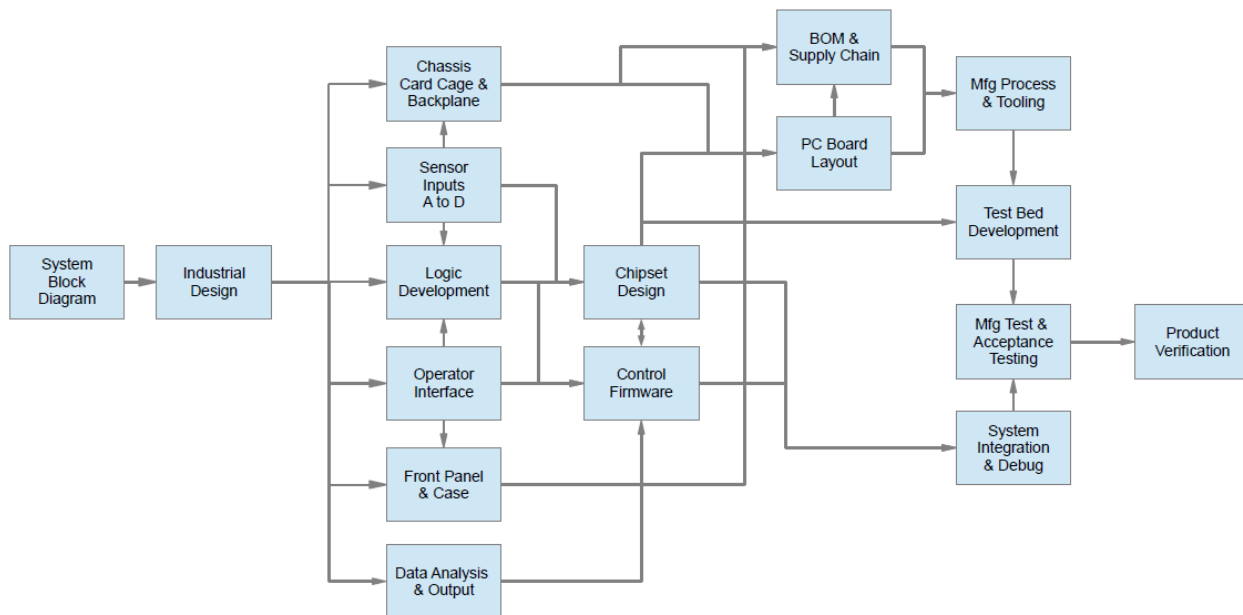 System
Block
Diagram
Industrial
Design
Chassis
Card Cage &
Backplane
Sensor
Inputs
A to D
Logic
Development
Operator
Interface
Front Panel
& Case
Data Analysis
& Output
Chipset
Design
Control
Firmware
BOM &
Supply Chain
PC Board
Layout
Mfg Process
& Tooling
Test Bed
Development
Mfg Test &
Acceptance
Testing
System
Integration
& Debug
Product
Verification